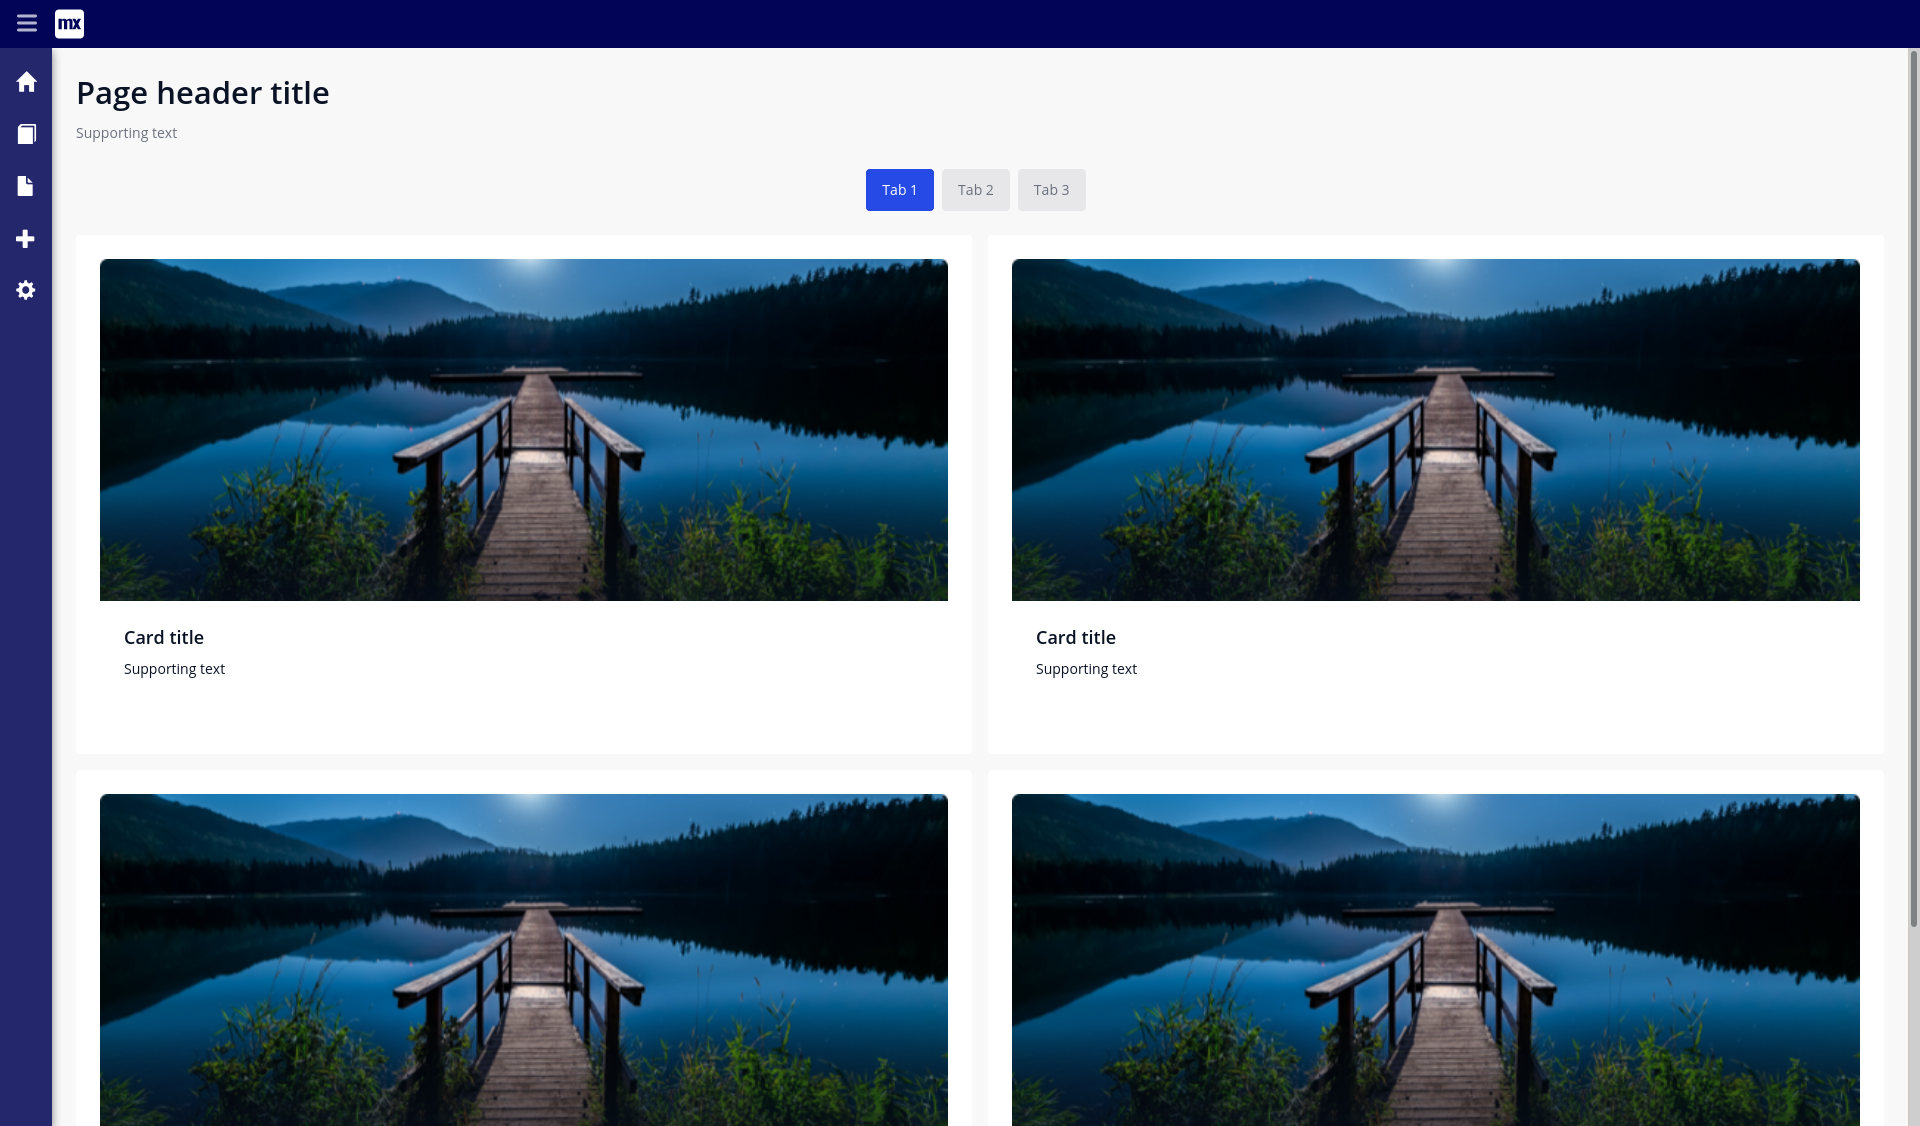 mx
Page header title
Supporting text
Tab 1
Tab 2
Tab 3
Card title
Supporting text
Card title
Supporting text